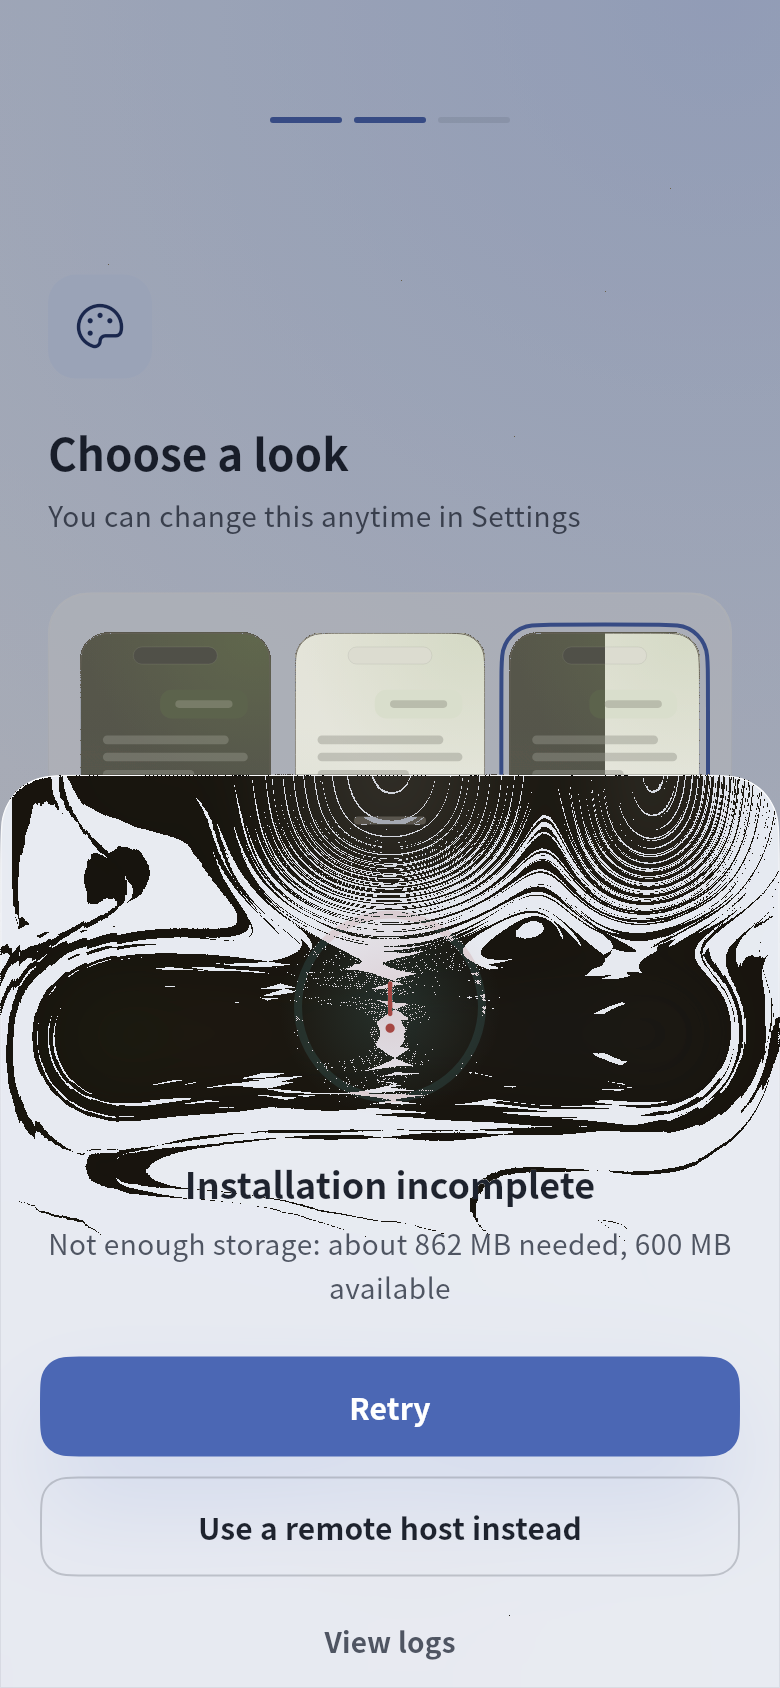 Choose a look
You can change this anytime in Settings
Installation incomplete
Not enough storage: about 862 MB needed, 600 MB
available
Retry
Use a remote host instead
View logs